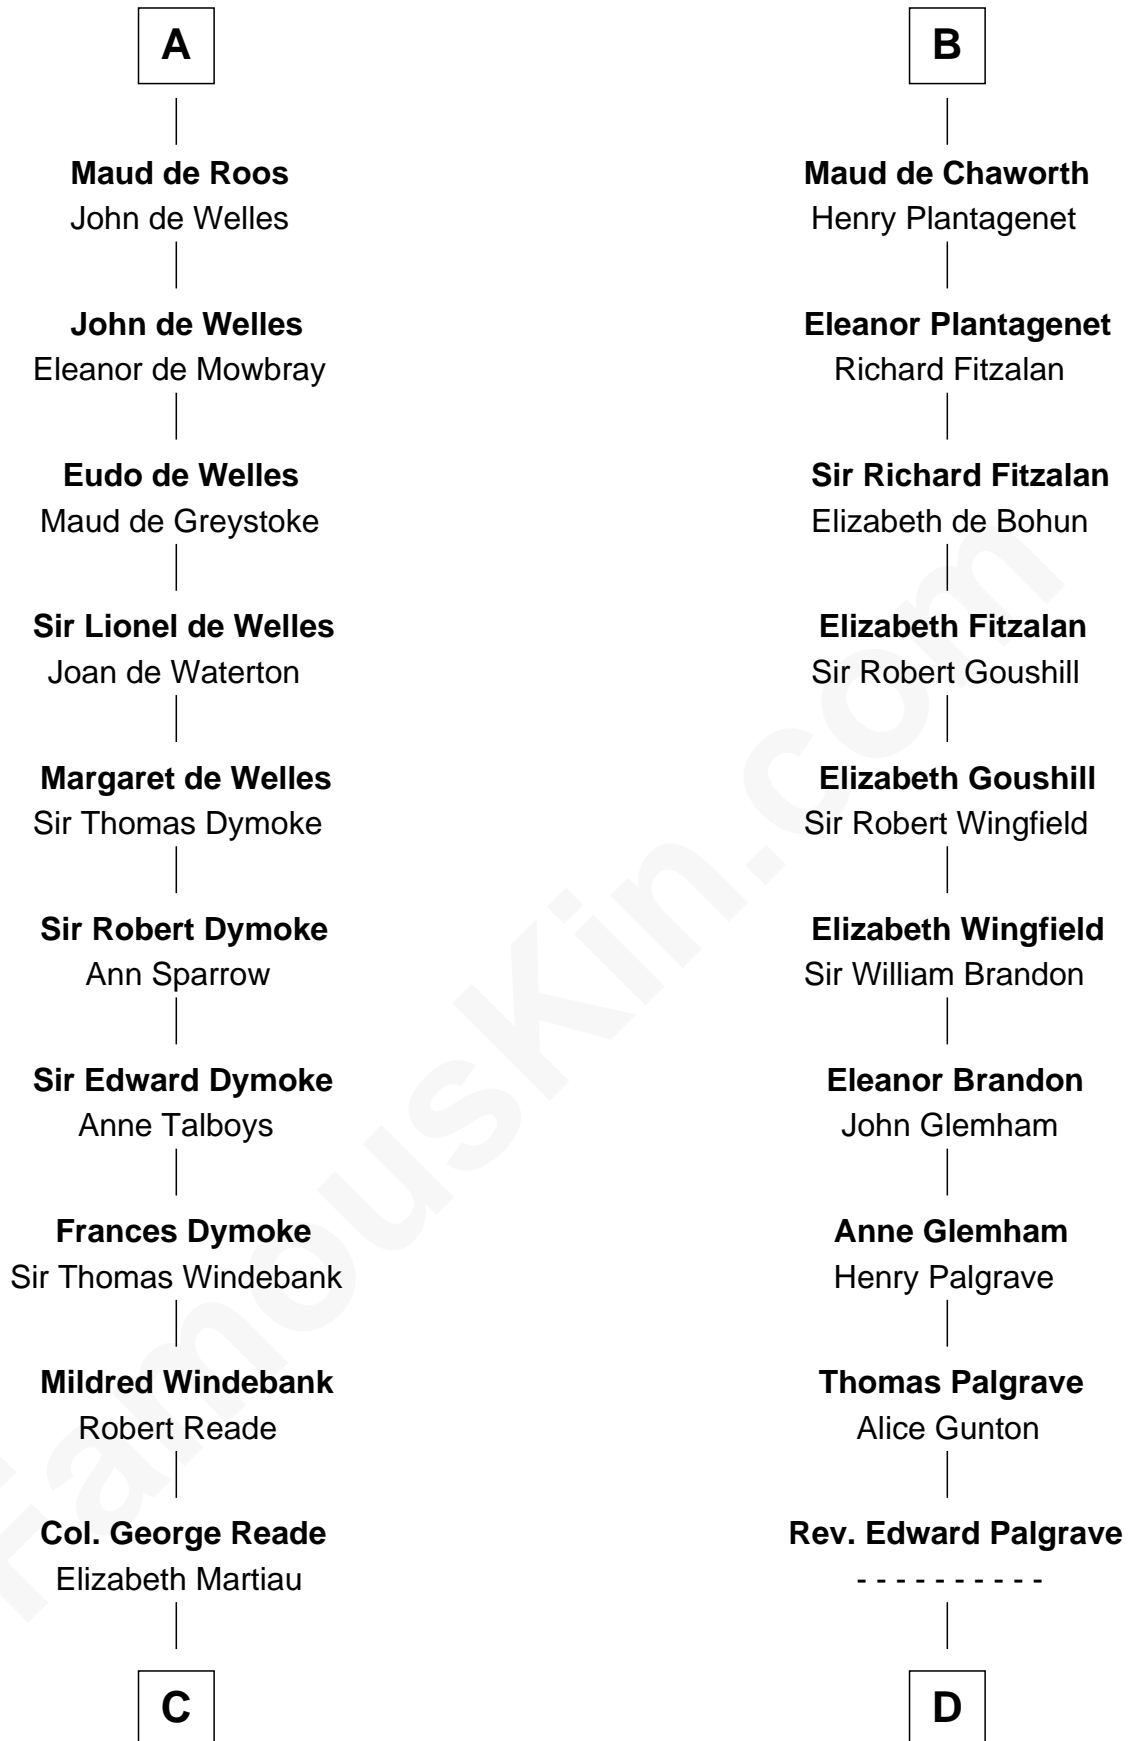 A
Maud de Roos
John de Welles
John de Welles
Eleanor de Mowbray
Eudo de Welles
Maud de Greystoke
Sir Lionel de Welles
Joan de Waterton
Margaret de Welles
Sir Thomas Dymoke
Sir Robert Dymoke
Ann Sparrow
Sir Edward Dymoke
Anne Talboys
Frances Dymoke
Sir Thomas Windebank
Mildred Windebank
Robert Reade
Col. George Reade
Elizabeth Martiau
C
B
Maud de Chaworth
Henry Plantagenet
Eleanor Plantagenet
Richard Fitzalan
Sir Richard Fitzalan
Elizabeth de Bohun
Elizabeth Fitzalan
Sir Robert Goushill
Elizabeth Goushill
Sir Robert Wingfield
Elizabeth Wingfield
Sir William Brandon
Eleanor Brandon
John Glemham
Anne Glemham
Henry Palgrave
Thomas Palgrave
Alice Gunton
Rev. Edward Palgrave
- - - - - - - - - -
D
FamousKin.com